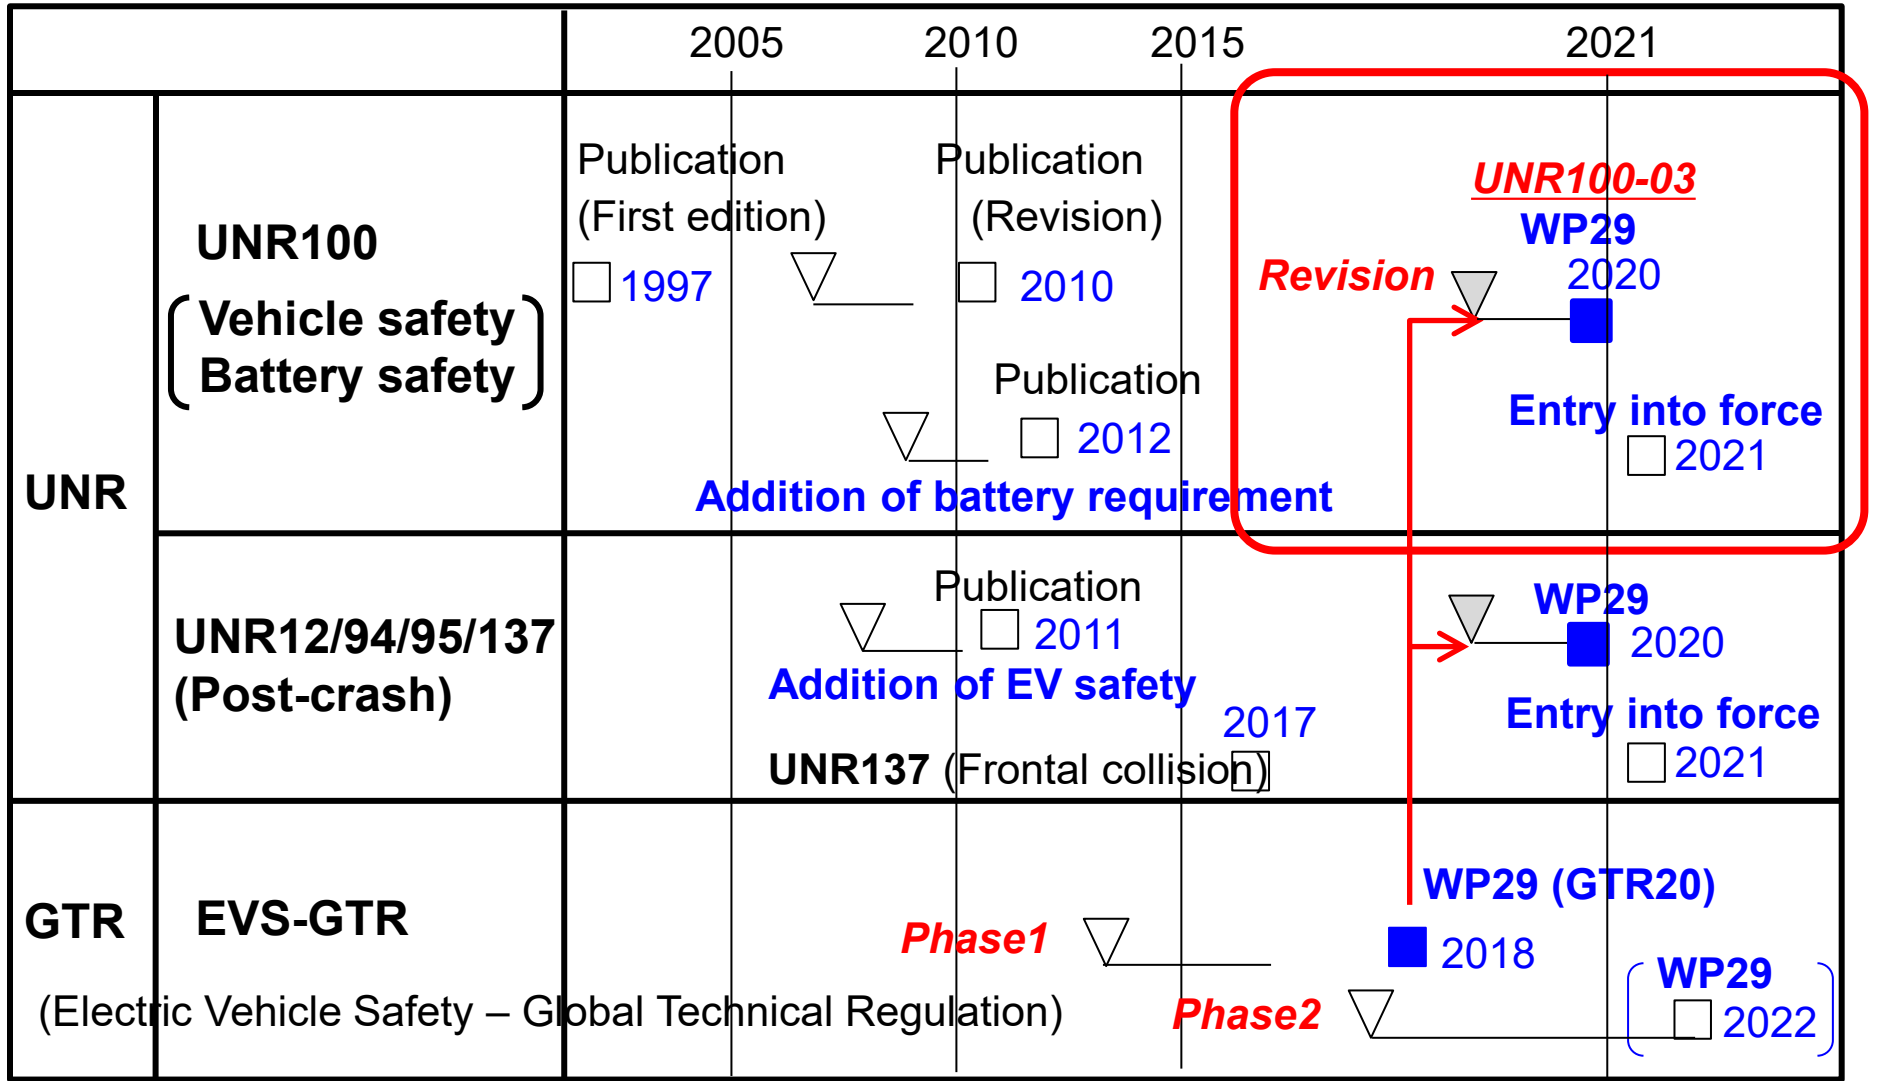 2005 2010 2015 2021
UNR
UNR100
Vehicle safety
Battery safety
Publication
(First edition)
1997
Publication
(Revision)
2010
Publication
2012
Addition of battery requirement
UNR100-03
WP29
Revision
2020
Entry into force
2021
UNR12/94/95/137
(Post-crash)
Publication
2011
Addition of EV safety
2017
UNR137 (Frontal collision)
WP29
2020
Entry into force
2021
GTR
EVS-GTR
(Electric Vehicle Safety – Global Technical Regulation)
Phase1
WP29 (GTR20)
2018
Phase2
WP29
2022